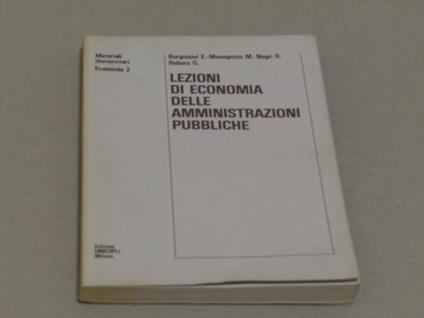 Materiali
Universitari
Economia 2
Borgonovi E.-Meneguzzo M.-Negri R.
Rebora G.
LEZIONI
DI ECONOMIA
DELLE
AMMINISTRAZIONI
PUBBLICHE
Edizioni
UNICOPLI
Milano